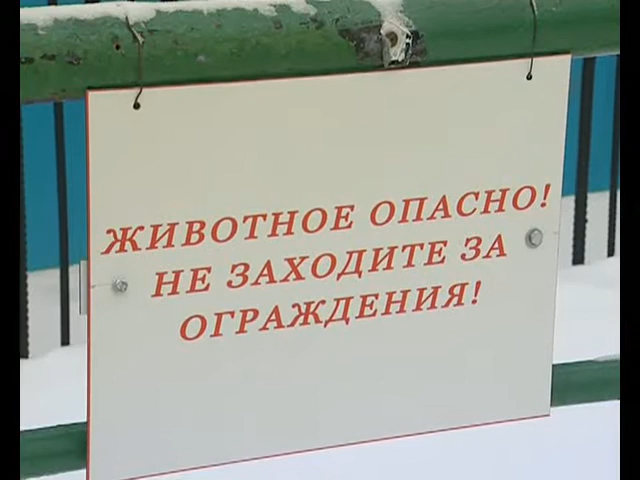 ЖИВОТНОЕ ОПАСНО!
НЕ ЗАХОДИТЕ ЗА
ОГРАЖДЕНИЯ!